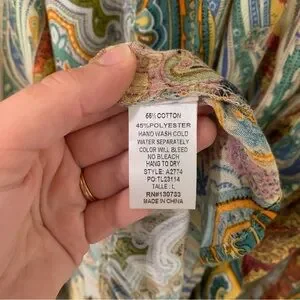 55% COTTON
45% POLYESTER
HAND WASH COLD
WATER SEPARATELY
COLOR WILL BLEED
NO BLEACH
HANG TO DRY
STYLE: A2774
PO:TL23114
TALLE : L
RN#130733
MADE IN CHINA